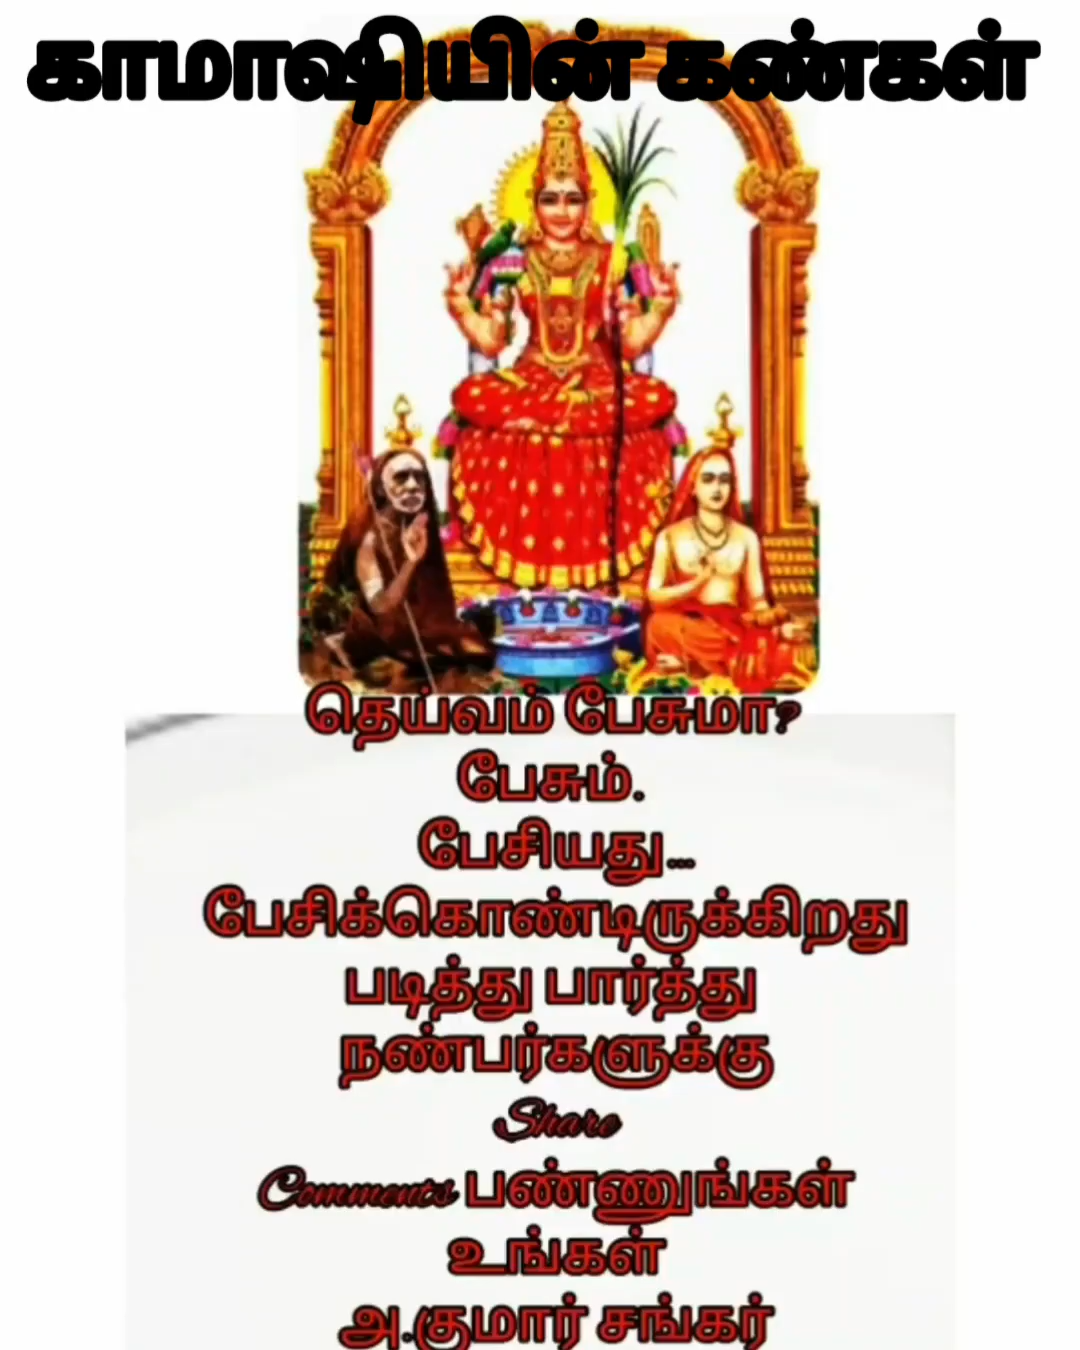 காமாஷியின் கண்கள்
தெய்வம் பேசுமா?
பேசும்.
பேசியது...
பேசிக்கொண்டிருக்கிறது
படித்து பார்த்து
நண்பர்களுக்கு
Share
Comments பண்ணுங்கள்
உங்கள்
அ.குமார் சங்கர்